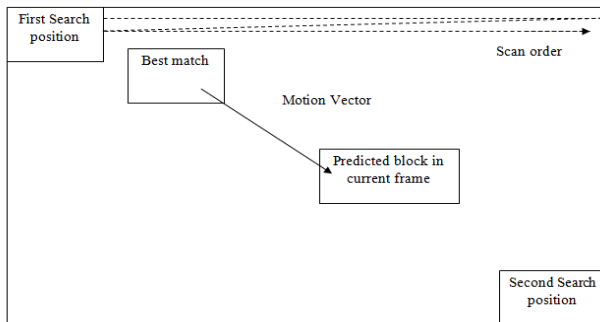 First Search
position
Scan order
Best match
Motion Vector
Predicted block in
current frame
Second Search
position